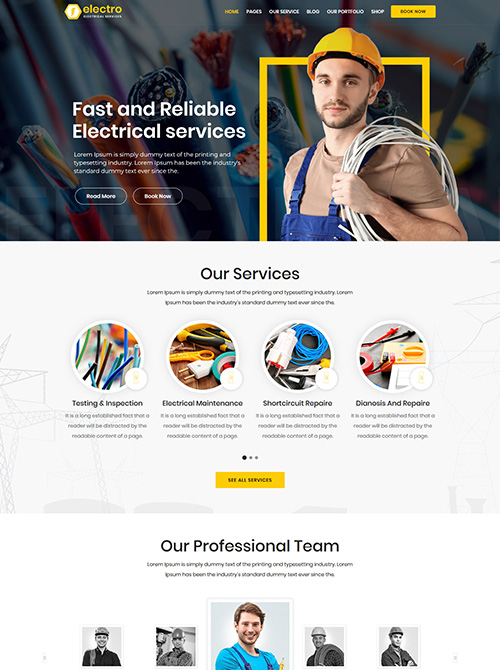 electro
ELECTRICAL SERVICES
HOME PAGES OUR SERVICE BLOG OUR PORTFOLIO SHOP BOOK NOW
Fast and Reliable
Electrical services
Lorem Ipsum is simply dummy text of the printing and
typesetting industry. Lorem Ipsum has been the industry's
standard dummy text ever since the.
Read More Book Now
Our Services
Lorem Ipsum is simply dummy text of the printing and typesetting industry. Lorem
Ipsum has been the industry's standard dummy text ever since the.
Testing & Inspection Electrical Maintenance Shortcircuit Repaire Dianosis And Repaire
It is a long established fact that a It is a long established fact that a It is a long established fact that a It is a long established fact that a
reader will be distracted by the reader will be distracted by the reader will be distracted by the reader will be distracted by the
readable content of a page. readable content of a page. readable content of a page. readable content of a page.
SEE ALL SERVICES
Our Professional Team
Lorem Ipsum is simply dummy text of the printing and typesetting industry. Lorem
Ipsum has been the industry's standard dummy text ever since the.